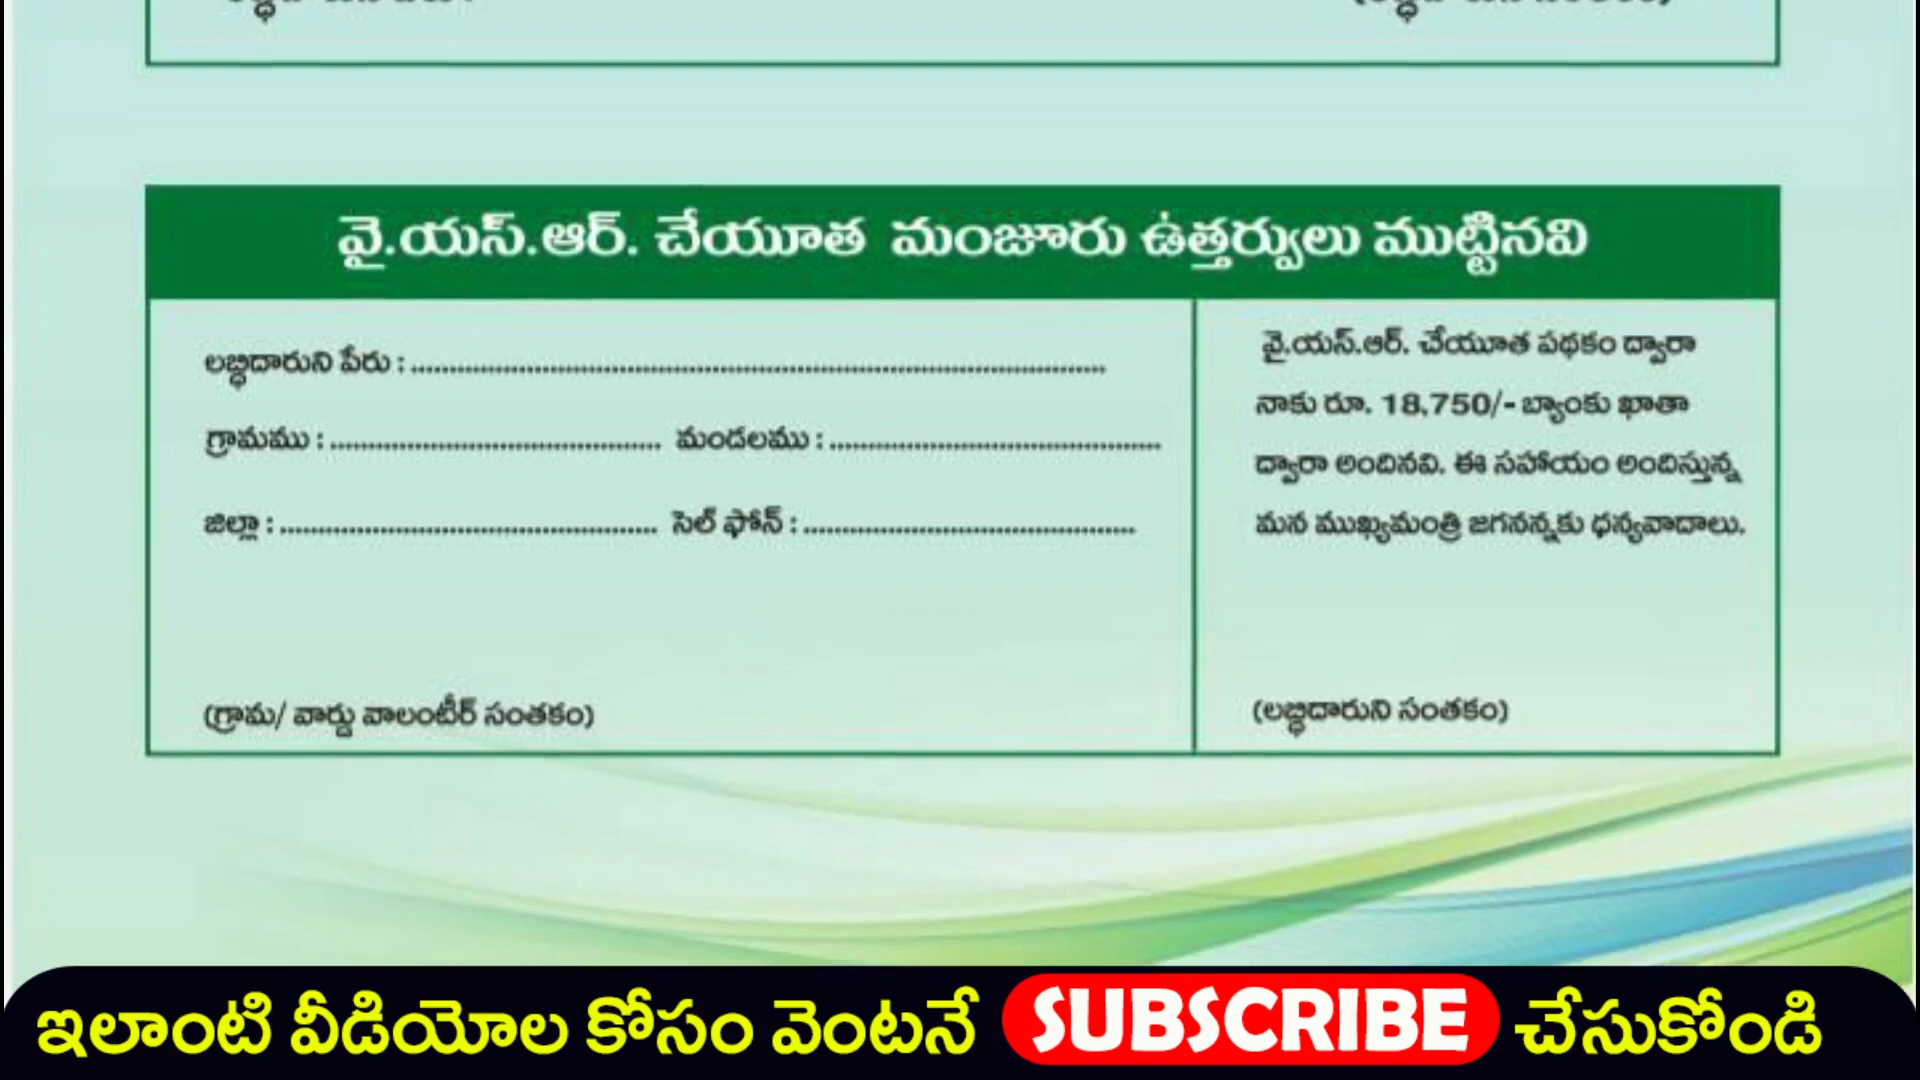 వై.యస్.ఆర్. చేయూత మంజూరు ఉత్తర్వులు ముట్టినవి
లబ్ధిదారుని పేరు :
గ్రామము : మండలము :
జిల్లా : సెల్ ఫోన్ :
(గ్రామ/ వార్డు వాలంటీర్ సంతకం)
వై.యస్.ఆర్. చేయూత పథకం ద్వారా
నాకు రూ. 18,750/- బ్యాంకు ఖాతా
ద్వారా అందినవి. ఈ సహాయం అందిస్తున్న
మన ముఖ్యమంత్రి జగనన్నకు ధన్యవాదాలు.
(లబ్ధిదారుని సంతకం)
ఇలాంటి వీడియోల కోసం వెంటనే SUBSCRIBE చేసుకోండి